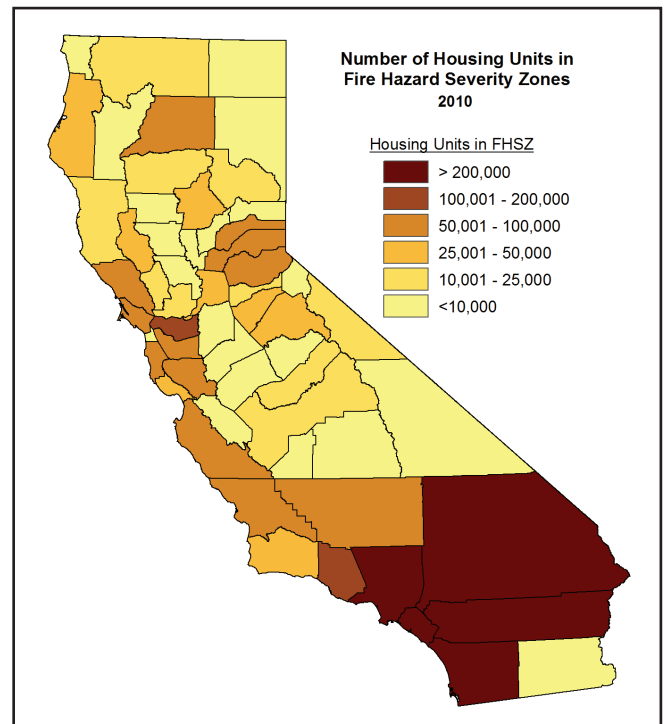 Number of Housing Units in
Fire Hazard Severity Zones
2010
Housing Units in FHSZ
> 200,000
100,001 - 200,000
50,001 - 100,000
25,001 - 50,000
10,001 - 25,000
<10,000